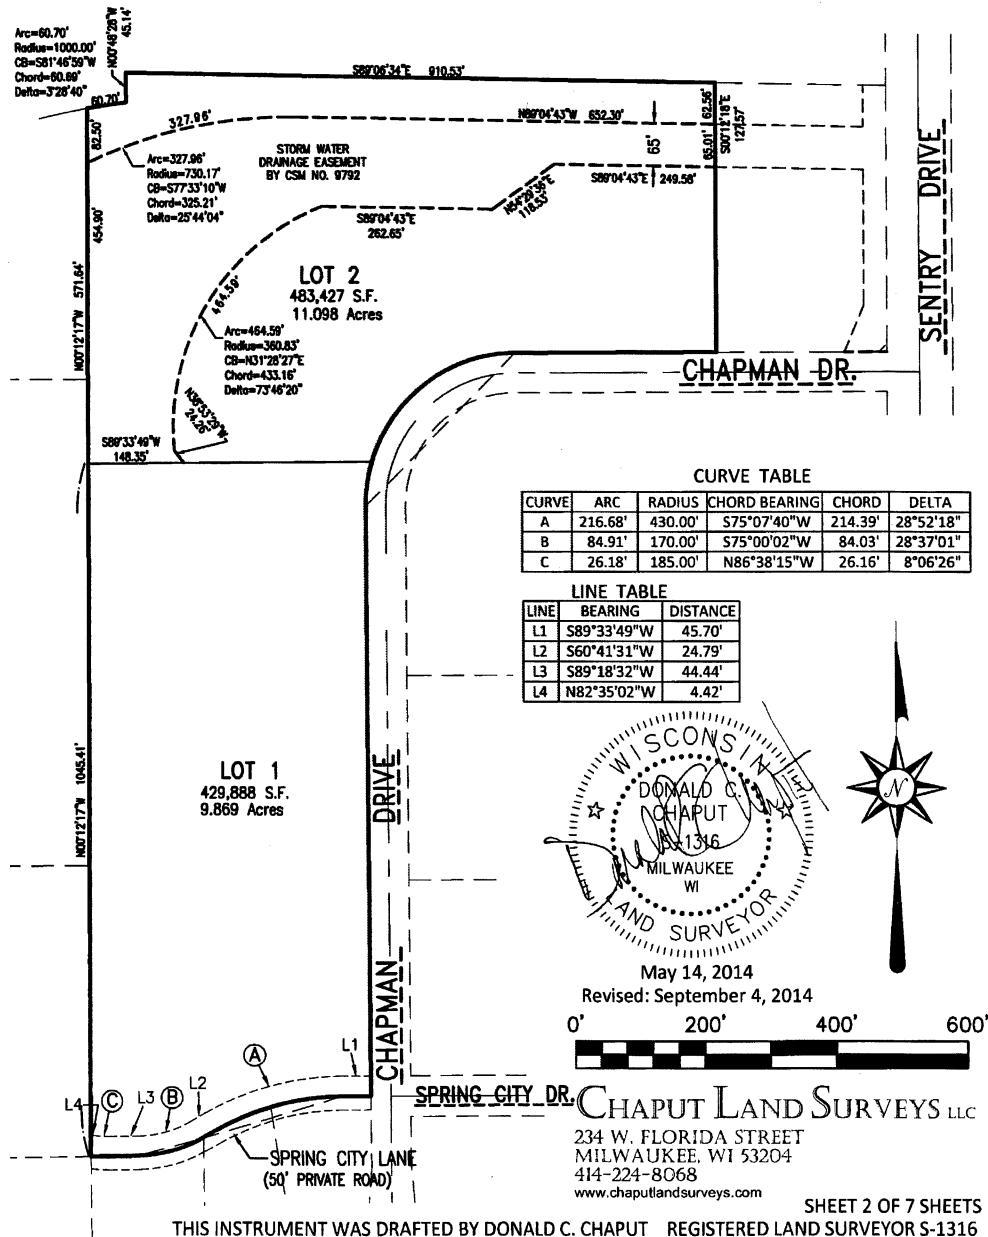 Arc=60.70'
Radius=1000.00'
CB=S81°46'59"W
Chord=60.69'
Delta=3°28'40"
N00°48'28"W
45.14'
60.70'
S89°06'34"E 910.53'
82.50'
327.96'
N89°04'43"W 652.30'
65'
62.56'
65.01'
S00°12'18"E
127.57'
STORM WATER
DRAINAGE EASEMENT
BY CSM NO. 9792
Arc=327.96'
Radius=730.17'
CB=S77°33'10"W
Chord=325.21'
Delta=25°44'04"
S89°04'43"E 249.58'
N54°29'36"E
118.53'
S89°04'43"E
262.65'
454.90'
N00°12'17"W 571.64'
464.59'
LOT 2
483,427 S.F.
11.098 Acres
Arc=464.59'
Radius=360.83'
CB=N31°28'27"E
Chord=433.16'
Delta=73°46'20"
N38°53'29"W
24.26'
S89°33'49"W
148.35'
SENTRY DRIVE
CHAPMAN DR.
CURVE TABLE
CURVE ARC RADIUS CHORD BEARING CHORD DELTA
A 216.68' 430.00' S75°07'40"W 214.39' 28°52'18"
B 84.91' 170.00' S75°00'02"W 84.03' 28°37'01"
C 26.18' 185.00' N86°38'15"W 26.16' 8°06'26"
LINE TABLE
LINE BEARING DISTANCE
L1 S89°33'49"W 45.70'
L2 S60°41'31"W 24.79'
L3 S89°18'32"W 44.44'
L4 N82°35'02"W 4.42'
N00°12'17"W 1045.41'
LOT 1
429,888 S.F.
9.869 Acres
CHAPMAN DRIVE
WISCONSIN
DONALD C.
CHAPUT
S-1316
MILWAUKEE
WI
LAND SURVEYOR
N
May 14, 2014
Revised: September 4, 2014
0' 200' 400' 600'
L4
C
L3
B
L2
A
L1
SPRING CITY DR.
SPRING CITY LANE
(50' PRIVATE ROAD)
CHAPUT LAND SURVEYS LLC
234 W. FLORIDA STREET
MILWAUKEE, WI 53204
414-224-8068
www.chaputlandsurveys.com
SHEET 2 OF 7 SHEETS
THIS INSTRUMENT WAS DRAFTED BY DONALD C. CHAPUT REGISTERED LAND SURVEYOR S-1316